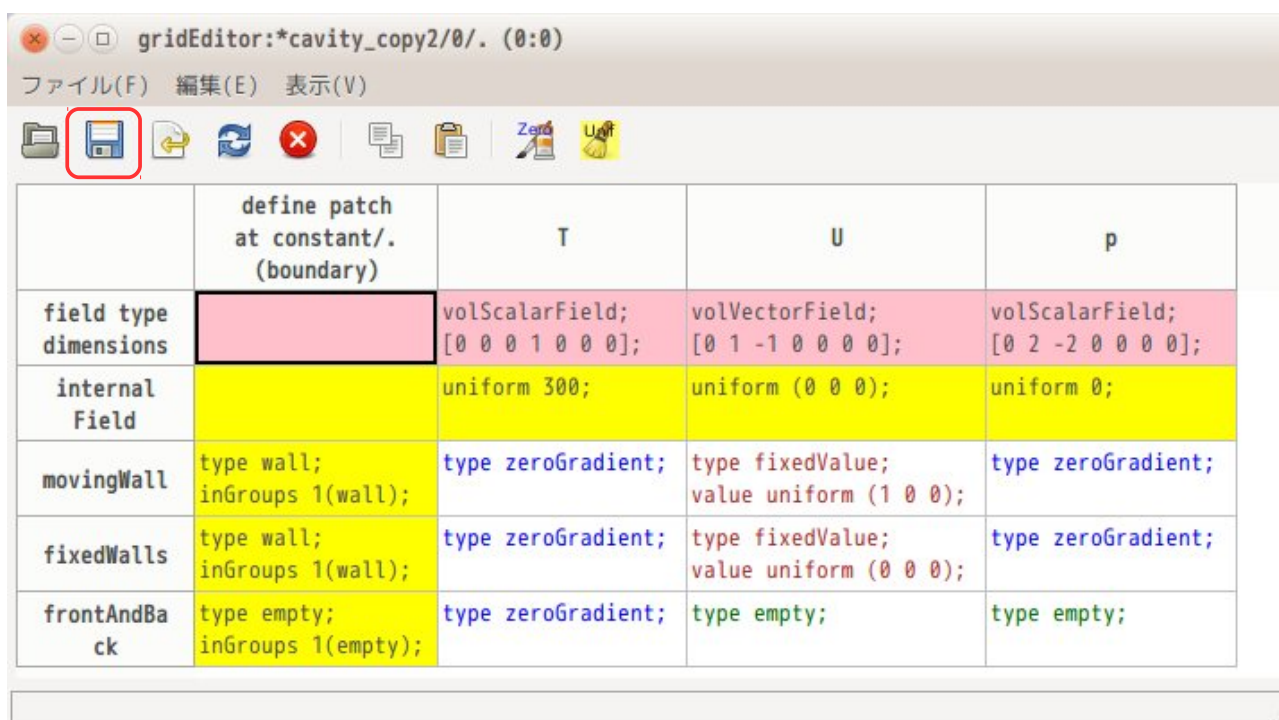 gridEditor:*cavity_copy2/0/. (0:0)
ファイル(F) 編集(E) 表示(V)
Zero Unif
define patch
at constant/.
(boundary)
T
U
p
field type
dimensions
volScalarField;
[0 0 0 1 0 0 0];
volVectorField;
[0 1 -1 0 0 0 0];
volScalarField;
[0 2 -2 0 0 0 0];
internal
Field
uniform 300;
uniform (0 0 0);
uniform 0;
movingWall
type wall;
inGroups 1(wall);
type zeroGradient;
type fixedValue;
value uniform (1 0 0);
type zeroGradient;
fixedWalls
type wall;
inGroups 1(wall);
type zeroGradient;
type fixedValue;
value uniform (0 0 0);
type zeroGradient;
frontAndBa
ck
type empty;
inGroups 1(empty);
type zeroGradient;
type empty;
type empty;